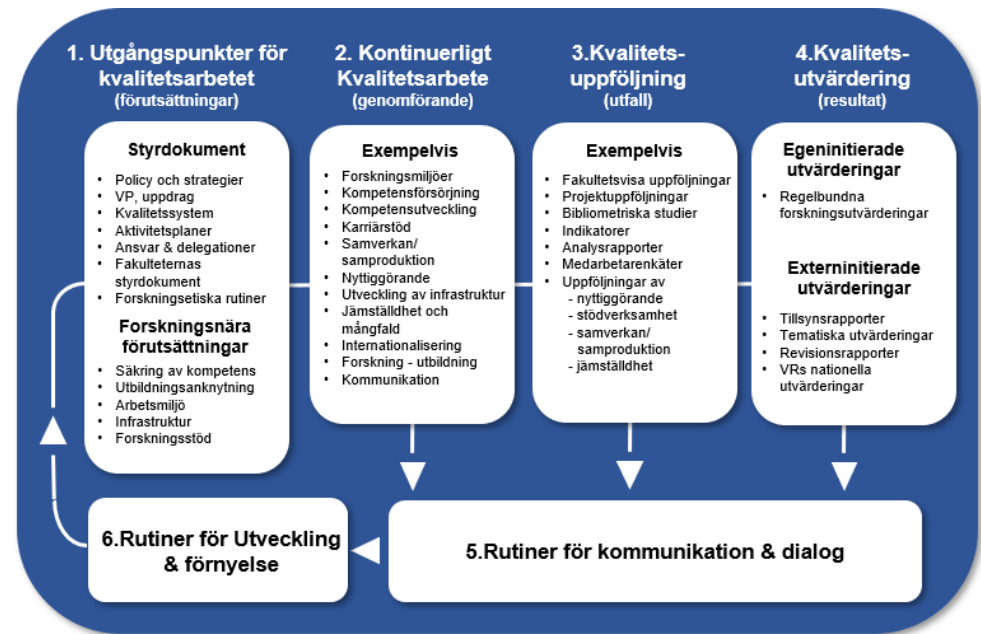 1. Utgångspunkter för
kvalitetsarbetet
(förutsättningar)
Styrdokument
• Policy och strategier
• VP, uppdrag
• Kvalitetssystem
• Aktivitetsplaner
• Ansvar & delegationer
• Fakulteternas
styrdokument
• Forskningsetiska rutiner
Forskningsnära
förutsättningar
• Säkring av kompetens
• Utbildningsanknytning
• Arbetsmiljö
• Infrastruktur
• Forskningsstöd
2. Kontinuerligt
Kvalitetsarbete
(genomförande)
Exempelvis
• Forskningsmiljöer
• Kompetensförsörjning
• Kompetensutveckling
• Karriärstöd
• Samverkan/
samproduktion
• Nyttiggörande
• Utveckling av infrastruktur
• Jämställdhet och
mångfald
• Internationalisering
• Forskning - utbildning
• Kommunikation
3.Kvalitets-
uppföljning
(utfall)
Exempelvis
• Fakultetsvisa uppföljningar
• Projektuppföljningar
• Bibliometriska studier
• Indikatorer
• Analysrapporter
• Medarbetarenkäter
• Uppföljningar av
- nyttiggörande
- stödverksamhet
- samverkan/
samproduktion
- jämställdhet
4.Kvalitets-
utvärdering
(resultat)
Egeninitierade
utvärderingar
• Regelbundna
forskningsutvärderingar
Externinitierade
utvärderingar
• Tillsynsrapporter
• Tematiska utvärderingar
• Revisionsrapporter
• VRs nationella
utvärderingar
5.Rutiner för kommunikation & dialog
6.Rutiner för Utveckling
& förnyelse